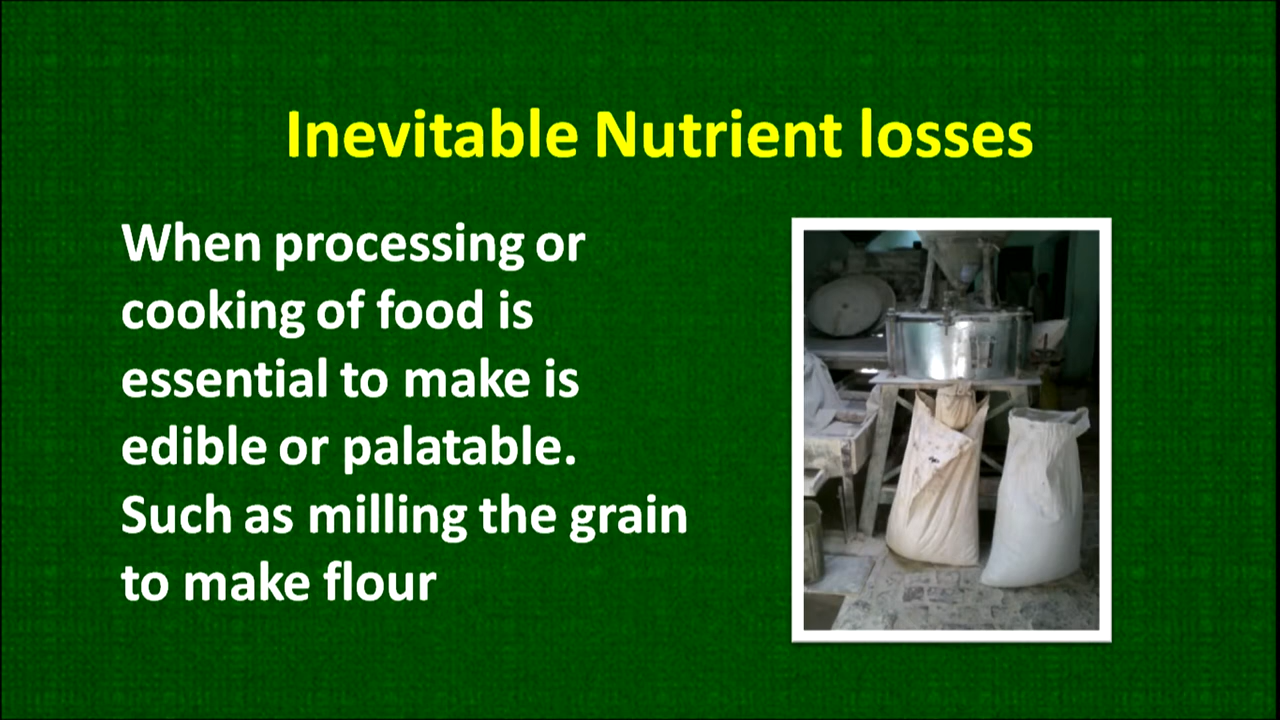 Inevitable Nutrient losses
When processing or
cooking of food is
essential to make is
edible or palatable.
Such as milling the grain
to make flour